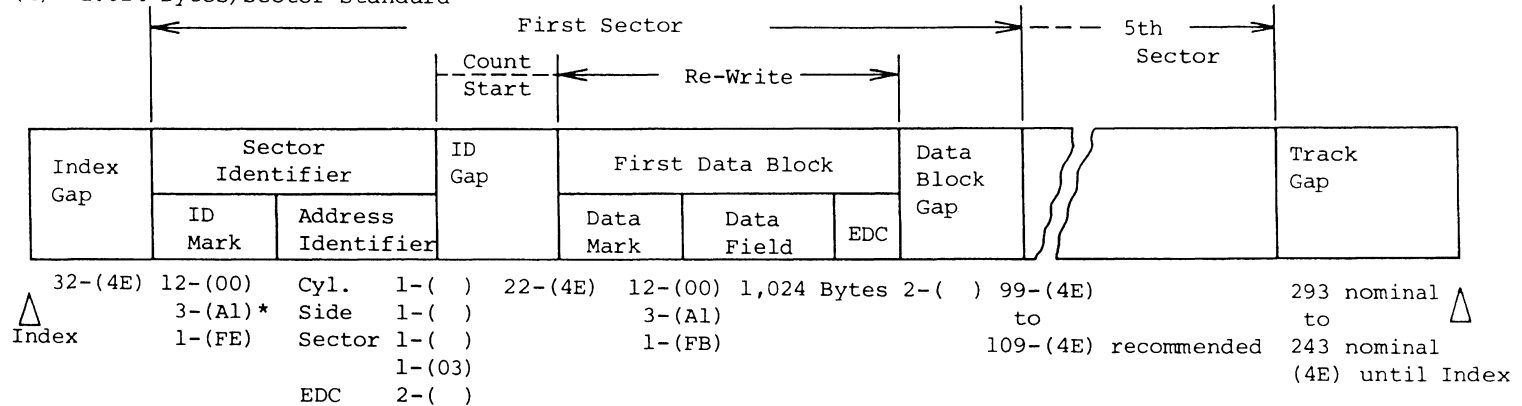 First Sector
5th
Sector
Count
Start
Re-Write
Index
Gap
Sector
Identifier
ID
Mark
Address
Identifier
ID
Gap
First Data Block
Data
Mark
Data
Field
EDC
Data
Block
Gap
Track
Gap
32-(4E) 12-(00) Cyl. 1-( ) 22-(4E) 12-(00) 1,024 Bytes 2-( ) 99-(4E) 293 nominal
3-(A1)* Side 1-( ) 3-(A1) to to
Index 1-(FE) Sector 1-( ) 1-(FB) 109-(4E) recommended 243 nominal
1-(03) (4E) until Index
EDC 2-( )